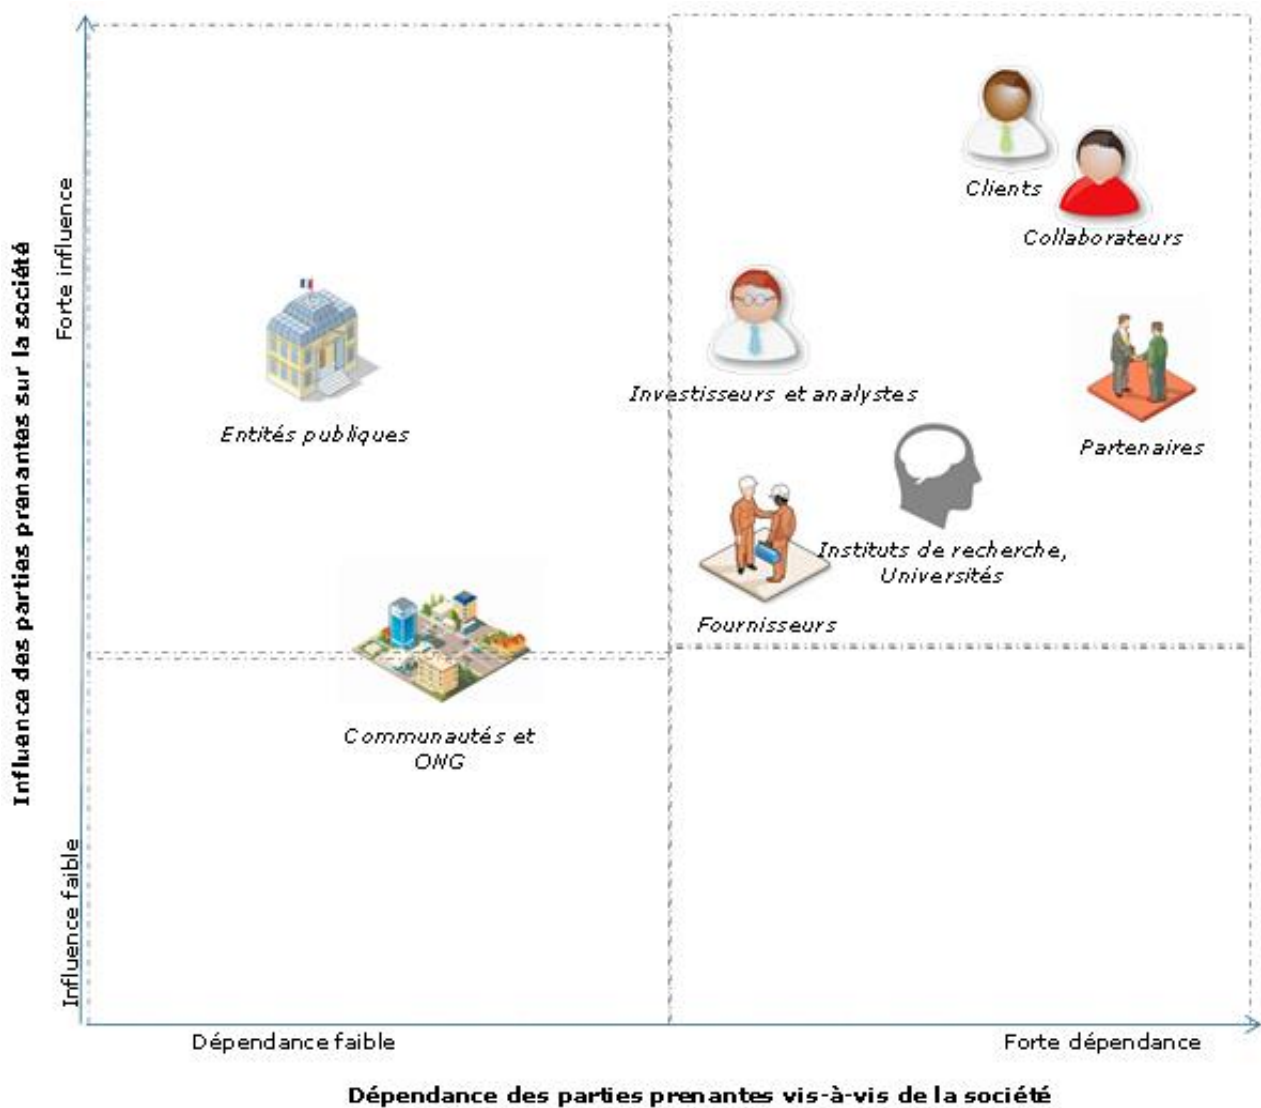 Influence des parties prenantes sur la société
Forte influence
Influence faible
Clients
Collaborateurs
Investisseurs et analystes
Entités publiques
Partenaires
Instituts de recherche,
Universités
Fournisseurs
Communautés et
ONG
Dépendance faible
Forte dépendance
Dépendance des parties prenantes vis-à-vis de la société